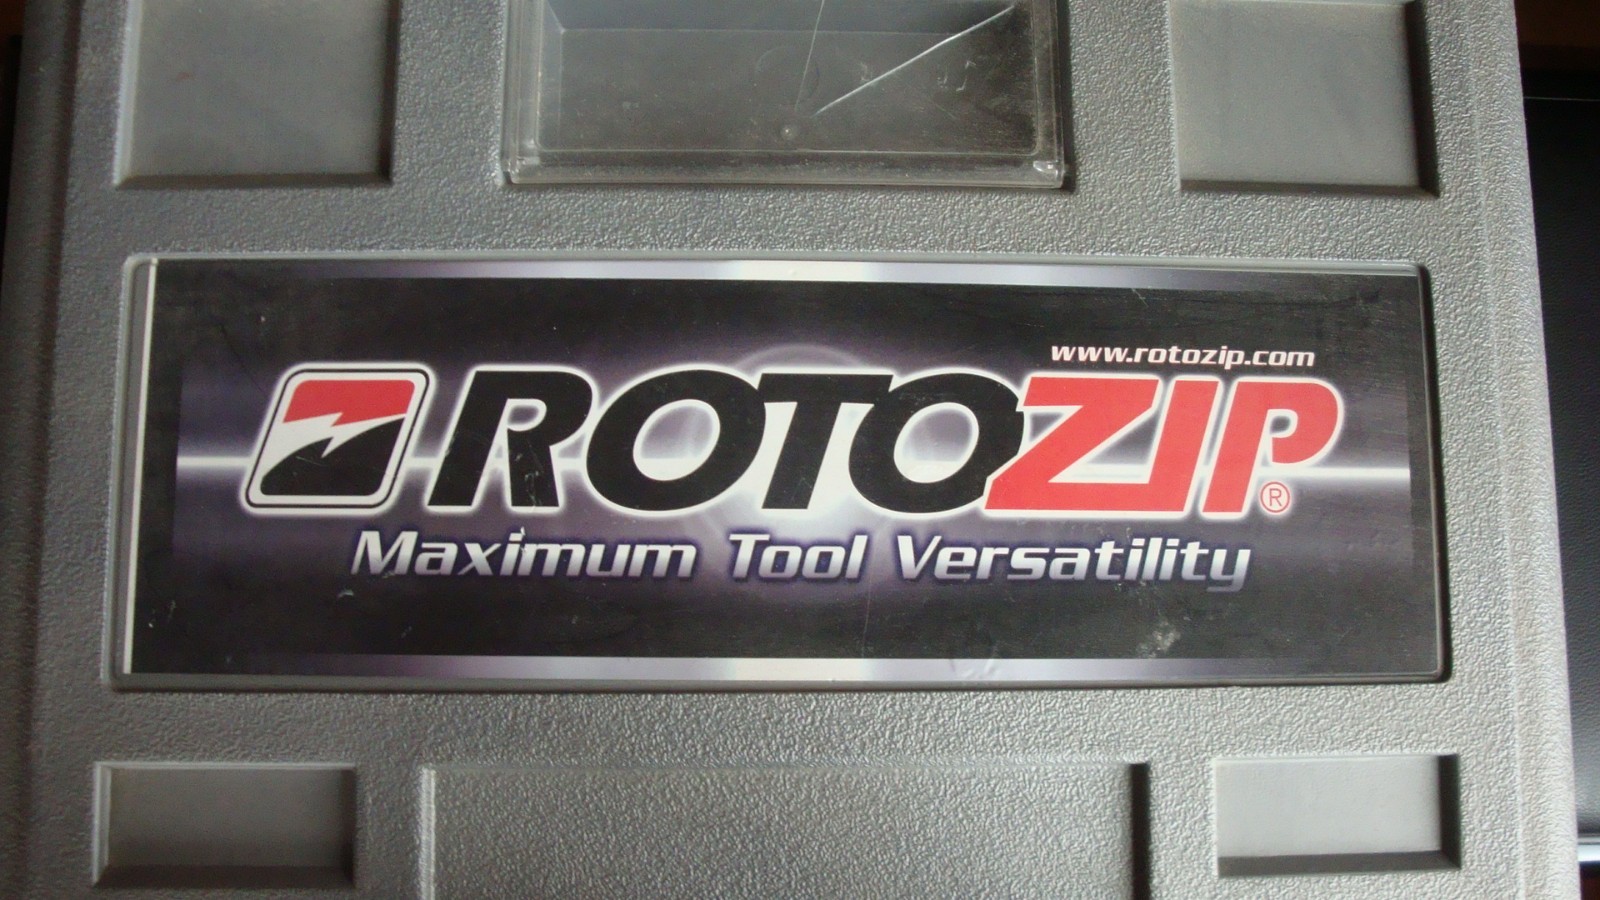 www.rotozip.com
ROTOZIP®
Maximum Tool Versatility